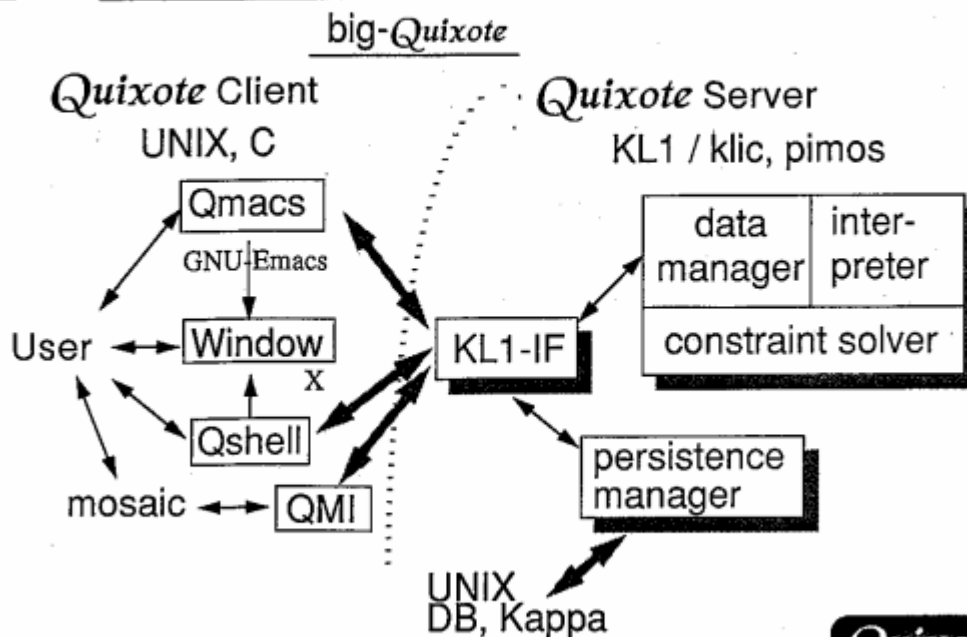 big-Quixote
Quixote Client
UNIX, C
Qmacs
GNU-Emacs
User
Window
X
Qshell
mosaic
QMI
Quixote Server
KL1 / klic, pimos
data
manager
inter-
preter
constraint solver
KL1-IF
persistence
manager
UNIX
DB, Kappa